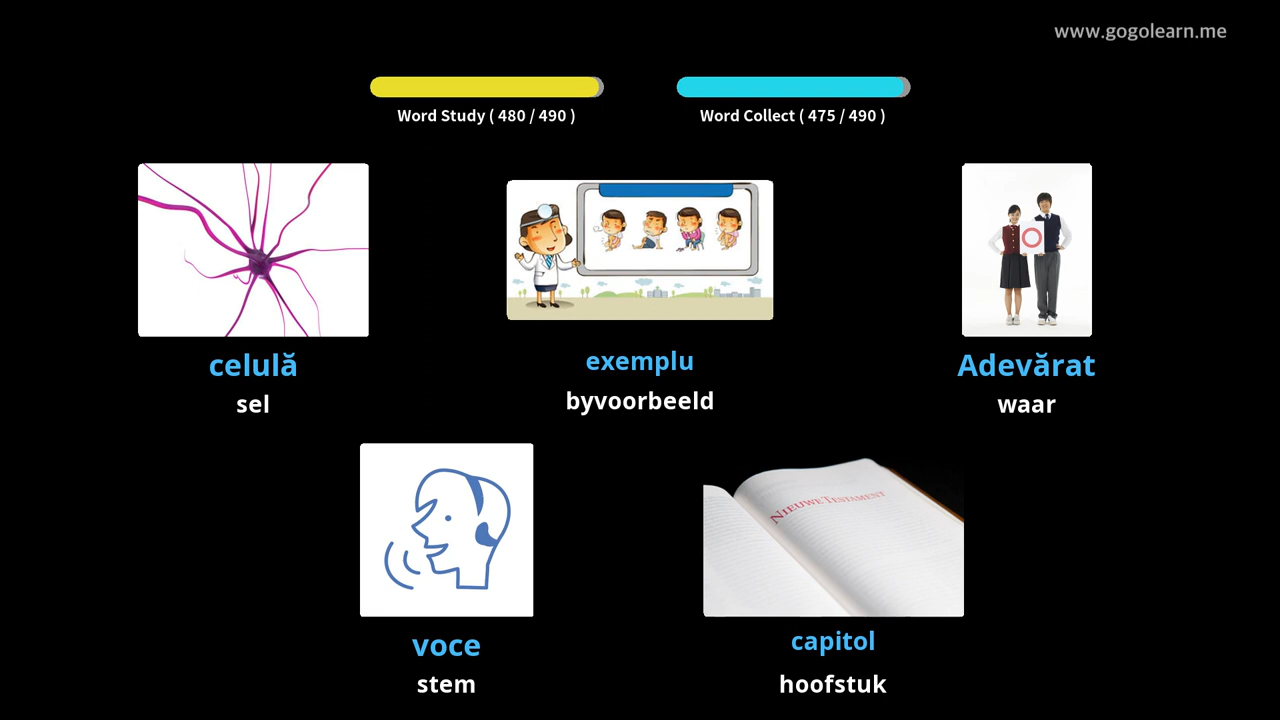 www.gogolearn.me
Word Study ( 480 / 490 )
Word Collect ( 475 / 490 )
celulă
sel
exemplu
byvoorbeeld
Adevărat
waar
voce
stem
NIEUWE TESTAMENT
capitol
hoofstuk